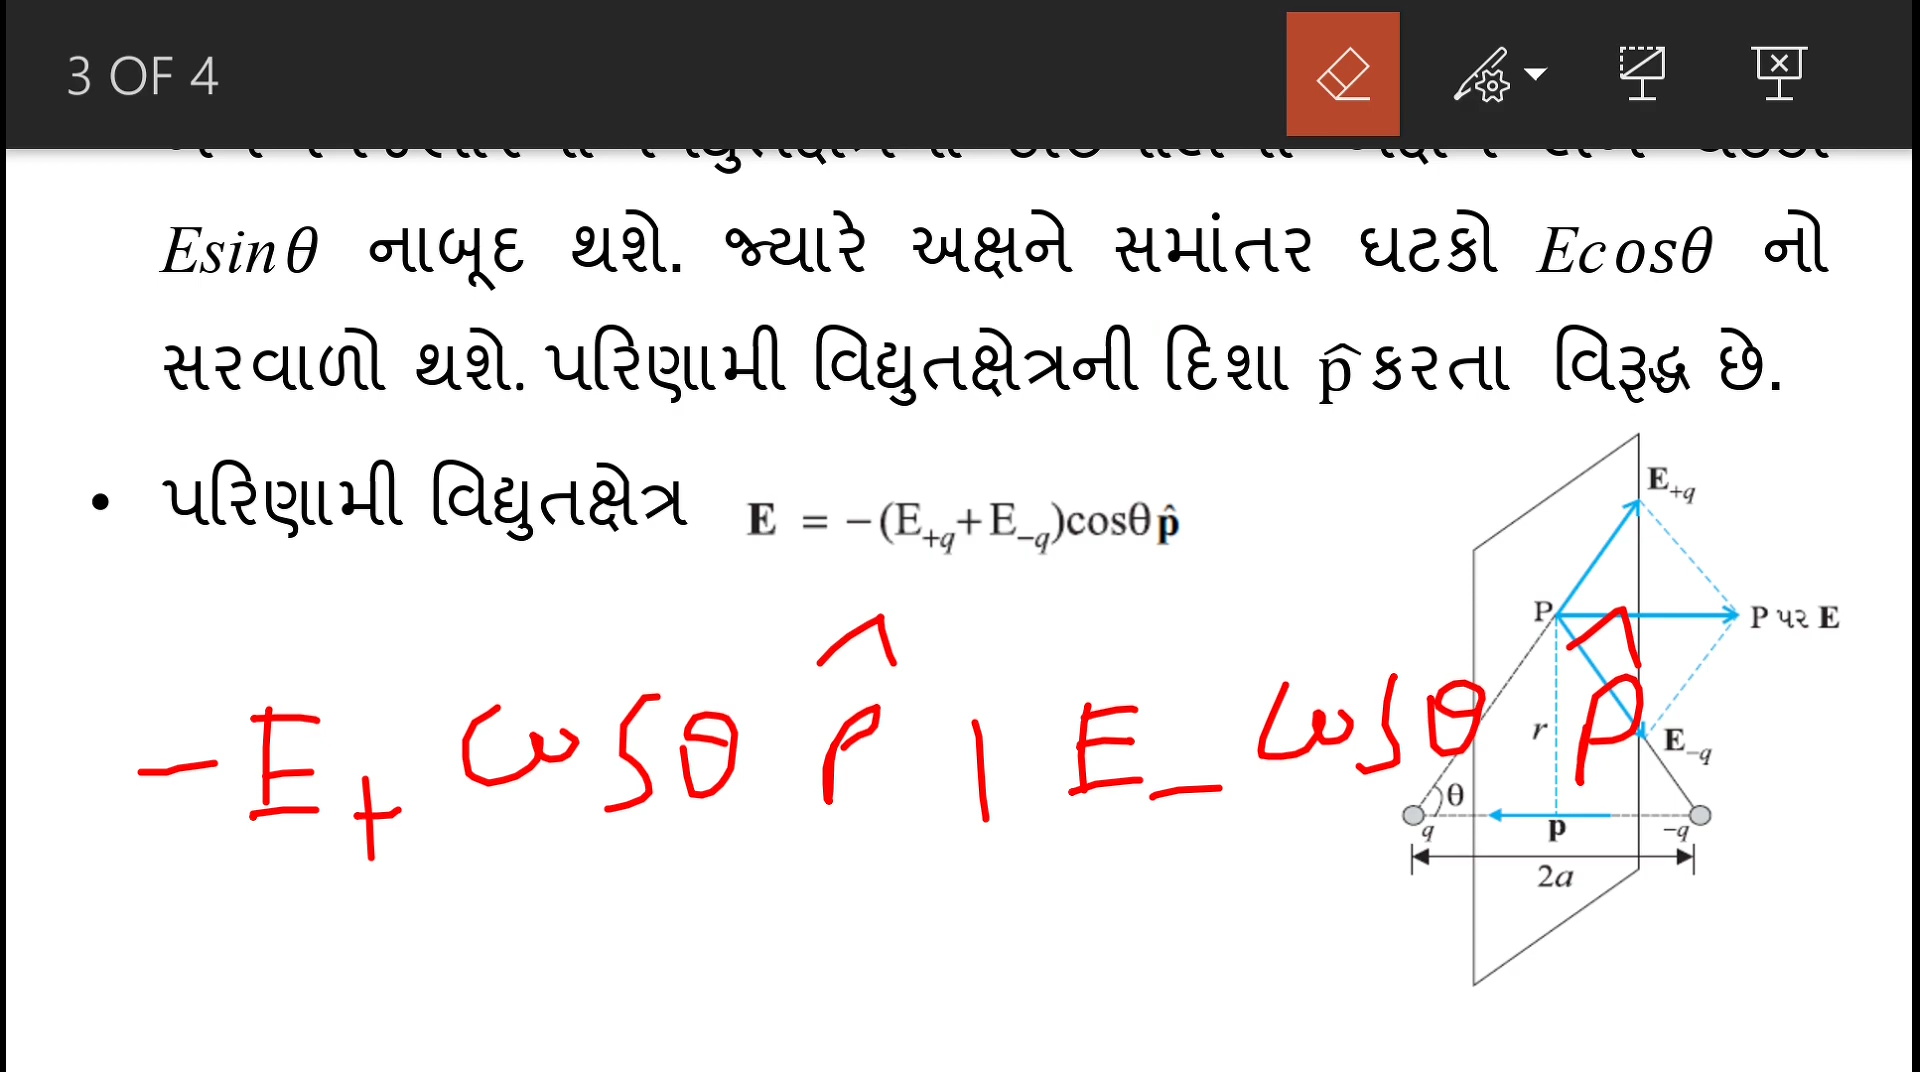 3 OF 4
Esinθ નાબૂદ થશે. જ્યારે અક્ષને સમાંતર ઘટકો Ecosθ નો
સરવાળો થશે. પરિણામી વિદ્યુતક્ષેત્રની દિશા p̂ કરતા વિરૂદ્ધ છે.
• પરિણામી વિદ્યુતક્ષેત્ર E = −(E₊q+E₋q)cosθ p̂
E₊q
P
P પર E
− E₊ cosθ p̂ | E₋ cosθ p̂
r
E₋q
θ
q
p
−q
2a